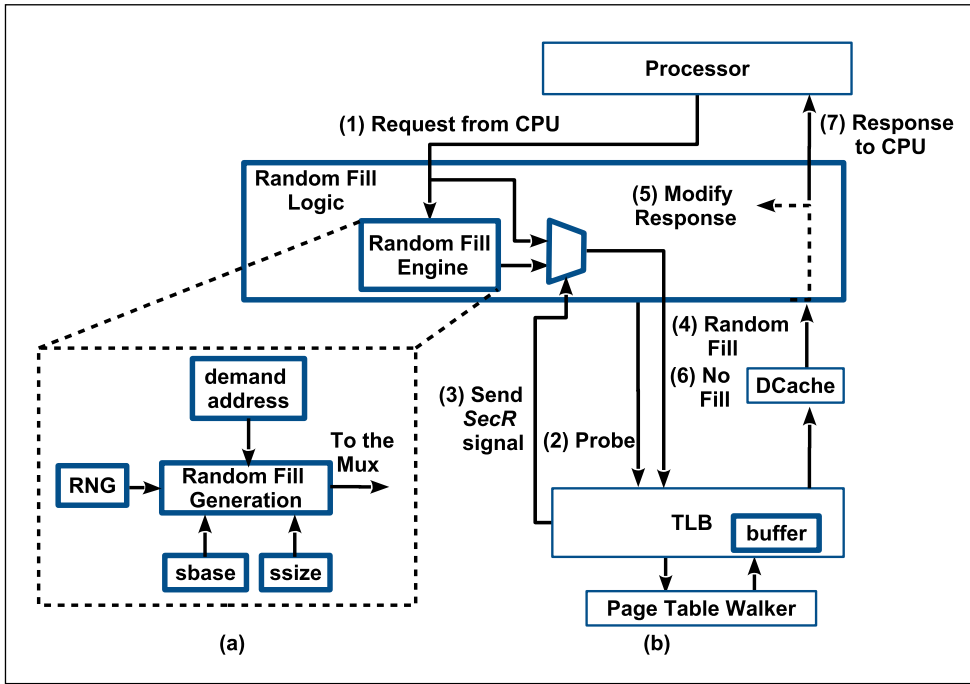 Processor
(1) Request from CPU
(7) Response
to CPU
Random Fill
Logic
(5) Modify
Response
Random Fill
Engine
(4) Random
Fill
(6) No
Fill
DCache
(3) Send
SecR
signal
(2) Probe
demand
address
To the
Mux
RNG
Random Fill
Generation
sbase
ssize
TLB
buffer
Page Table Walker
(a)
(b)